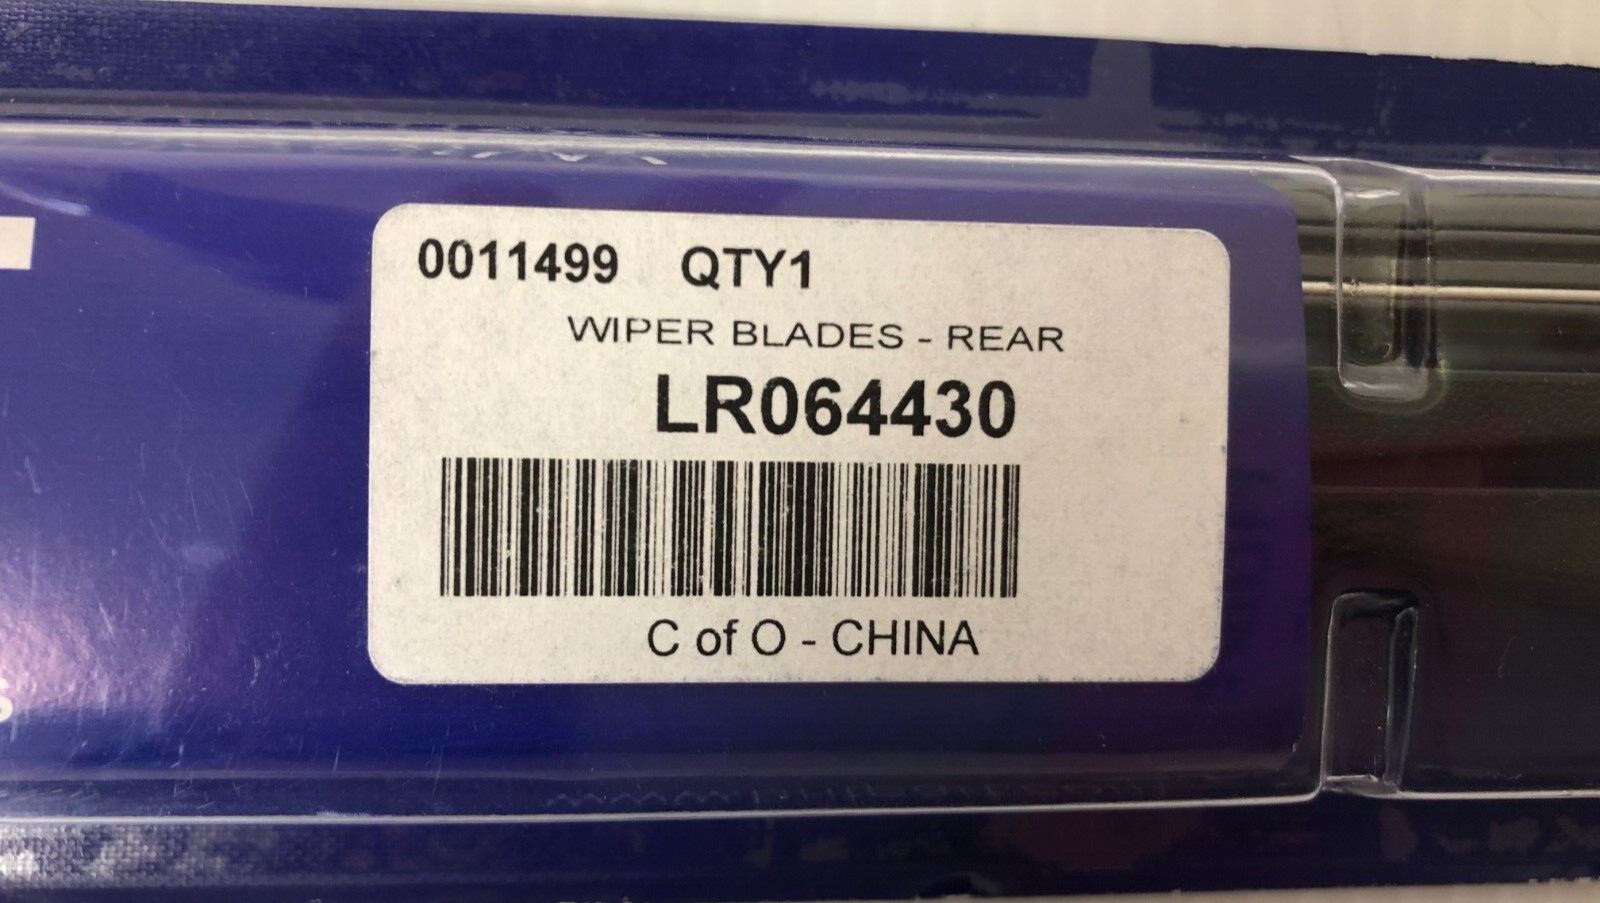 0011499 QTY1
WIPER BLADES - REAR
LR064430
C of O - CHINA